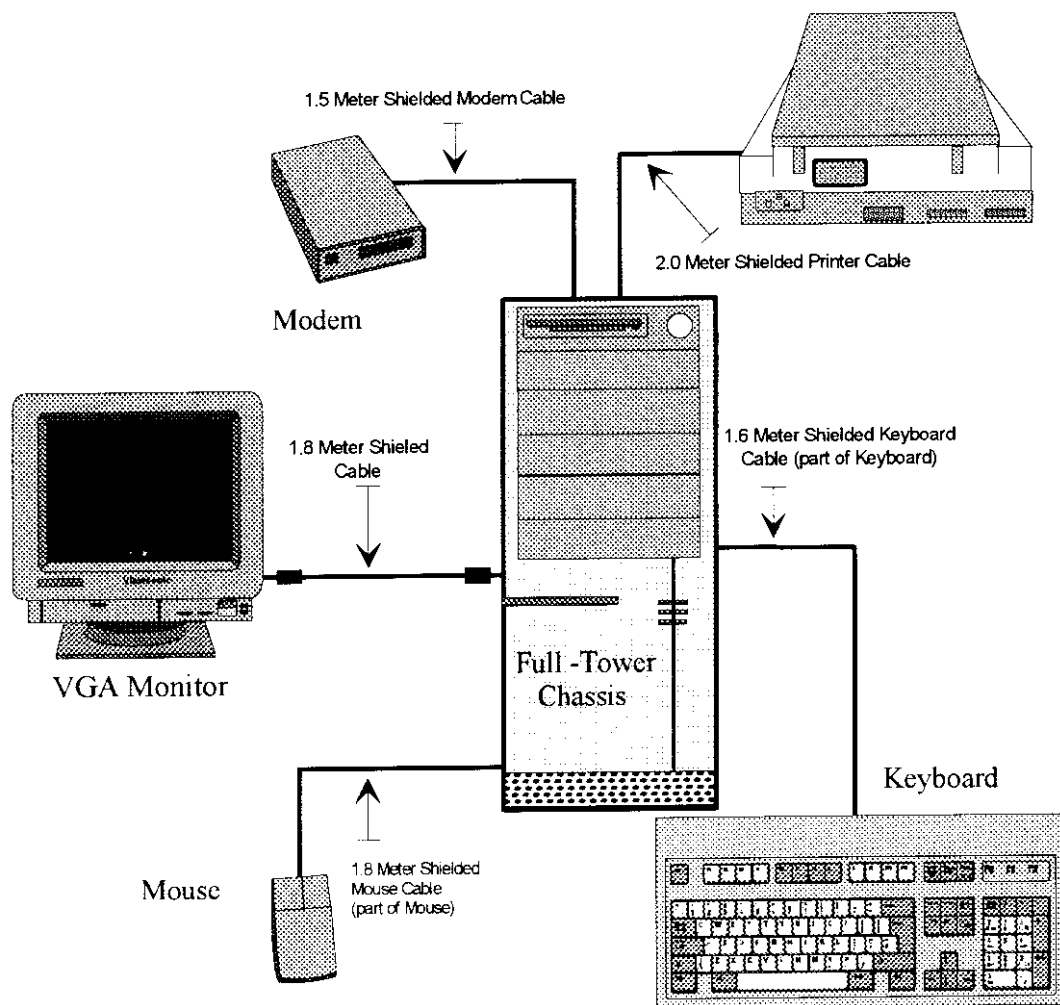 1.5 Meter Shielded Modem Cable
2.0 Meter Shielded Printer Cable
Modem
1.8 Meter Shieled
Cable
1.6 Meter Shielded Keyboard
Cable (part of Keyboard)
VGA Monitor
Full -Tower
Chassis
Keyboard
Mouse
1.8 Meter Shielded
Mouse Cable
(part of Mouse)